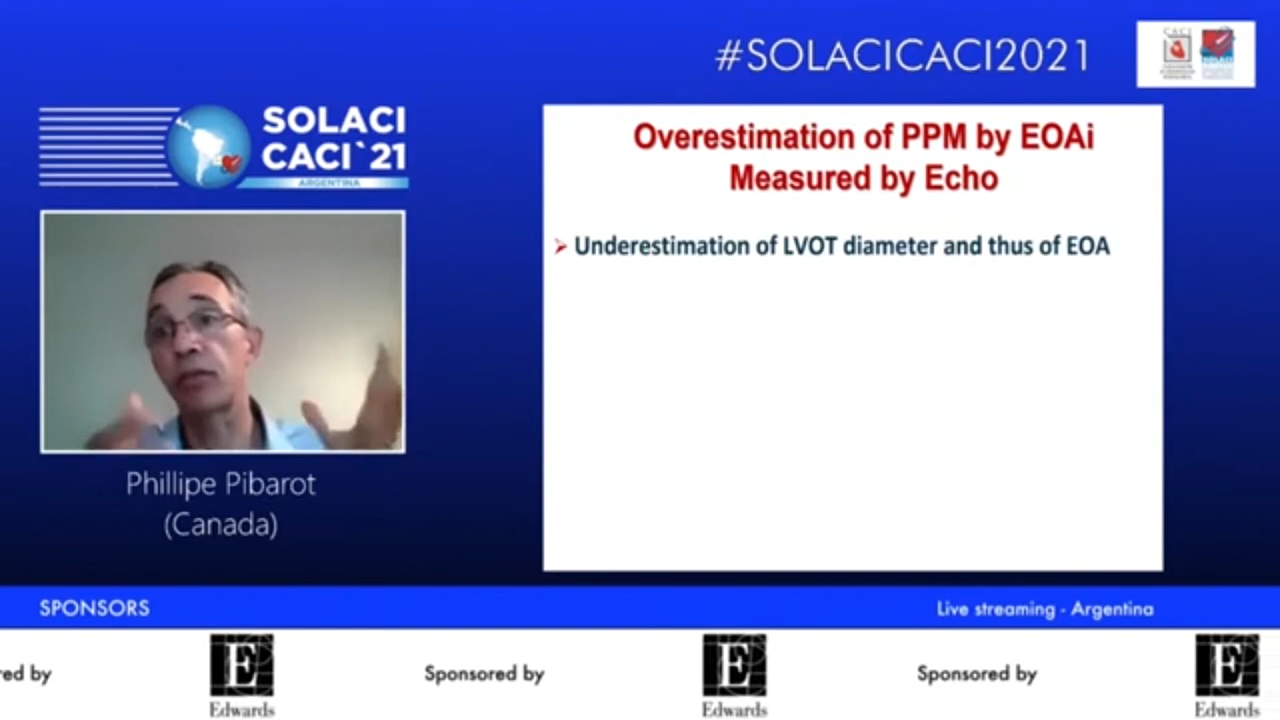 #SOLACICACI2021
CACI
SOLACI
CACI`21
ARGENTINA
Overestimation of PPM by EOAi
Measured by Echo
➢ Underestimation of LVOT diameter and thus of EOA
Phillipe Pibarot
(Canada)
SPONSORS
Live streaming - Argentina
red by
E
Edwards
Sponsored by
E
Edwards
Sponsored by
E
Edwards